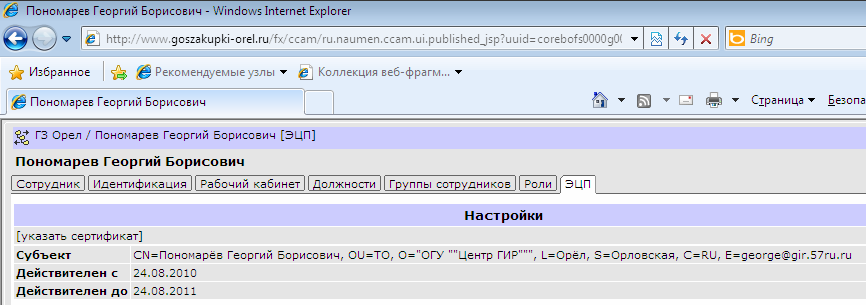 Пономарев Георгий Борисович - Windows Internet Explorer
http://www.goszakupki-orel.ru/fx/ccam/ru.naumen.ccam.ui.published_jsp?uuid=corebofs0000g00
Bing
Избранное
Рекомендуемые узлы
Коллекция веб-фрагм...
Пономарев Георгий Борисович
Страница
Безопа
ГЗ Орел / Пономарев Георгий Борисович [ЭЦП]
Пономарев Георгий Борисович
Сотрудник Идентификация Рабочий кабинет Должности Группы сотрудников Роли ЭЦП
Настройки
[указать сертификат]
Субъект CN=Пономарёв Георгий Борисович, OU=ТО, O="ОГУ ""Центр ГИР""", L=Орёл, S=Орловская, C=RU, E=george@gir.57ru.ru
Действителен с 24.08.2010
Действителен до 24.08.2011